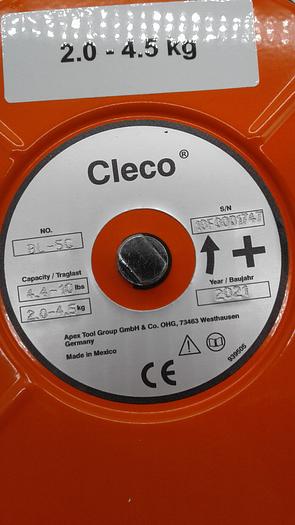 2.0 - 4.5 kg
Cleco®
NO.
BL-5C
S/N
Capacity / Traglast
4.4-10 lbs
2.0-4.5 kg
Year / Baujahr
2021
Apex Tool Group GmbH & Co. OHG, 73463 Westhausen
Germany
Made in Mexico
CE
939505